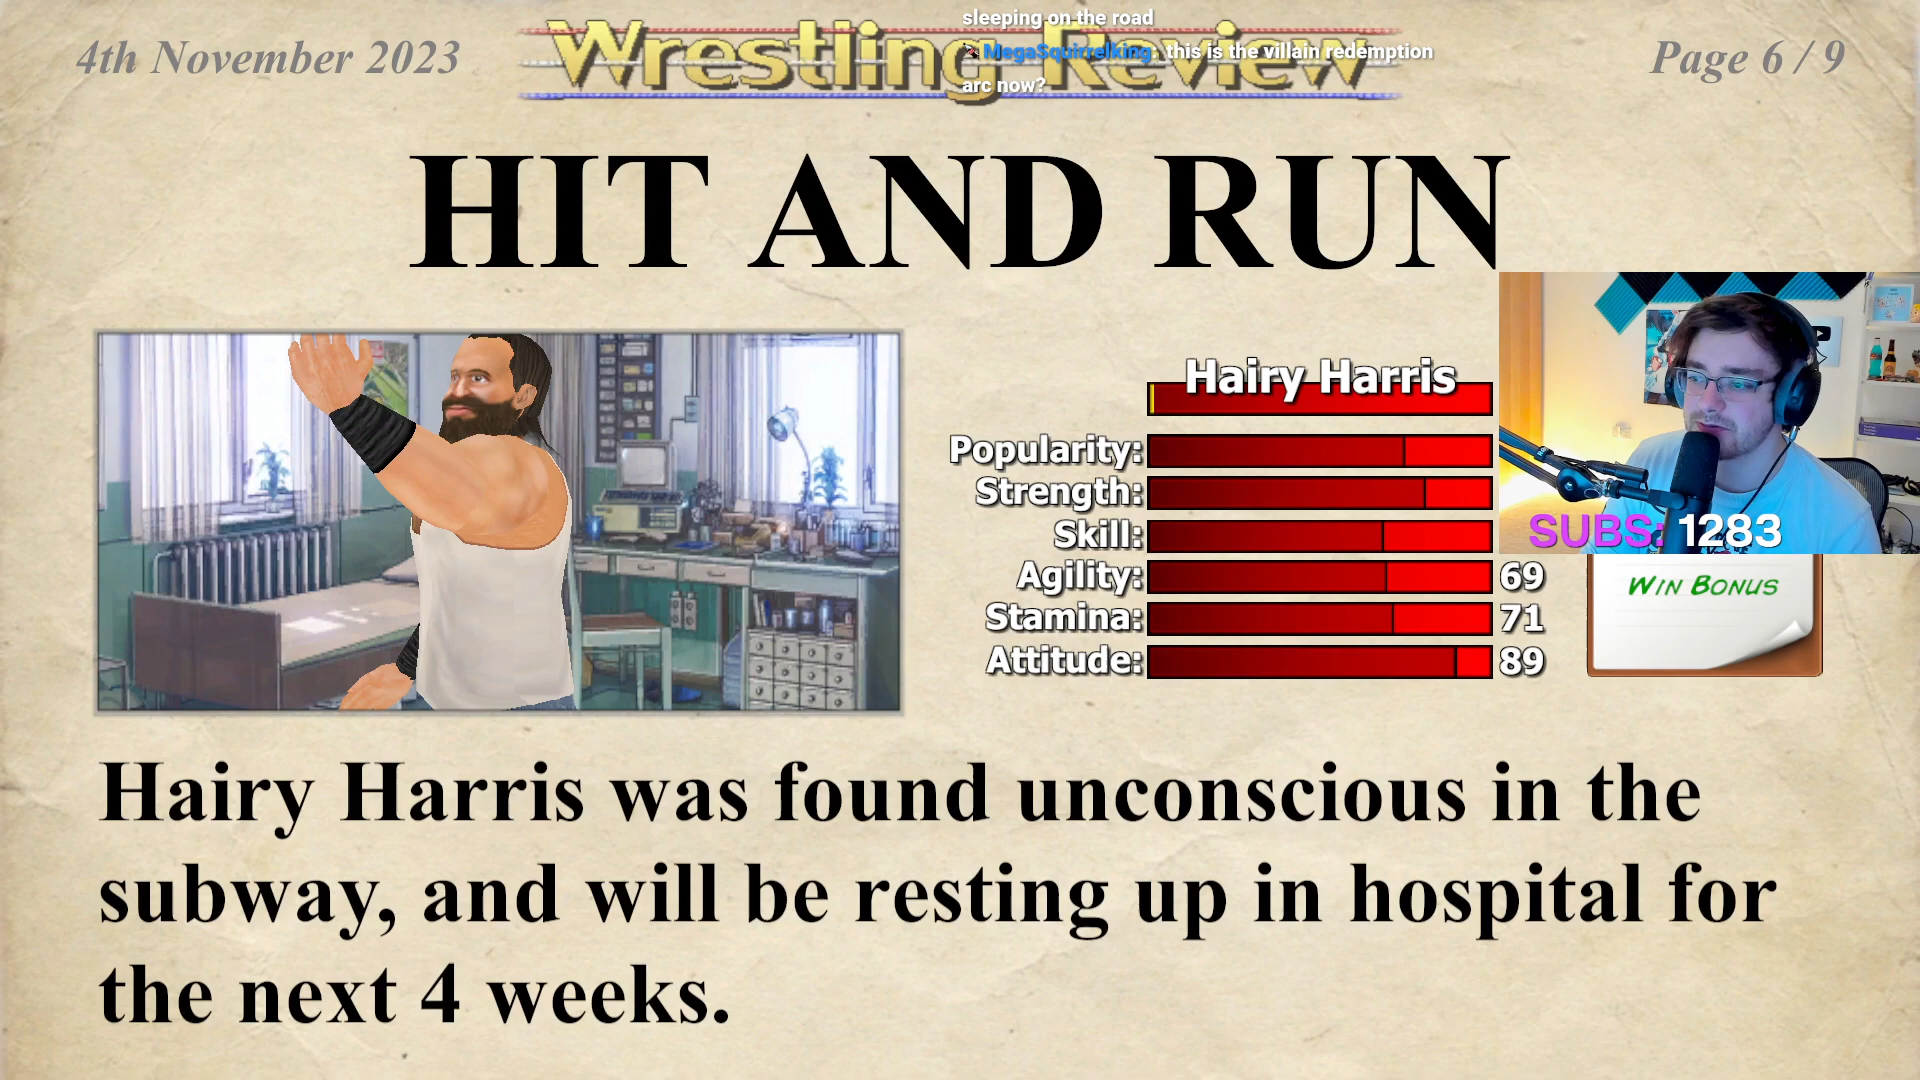 sleeping on the road
4th November 2023
Wrestling Review
MegaSquirrelking: this is the villain redemption
arc now?
Page 6 / 9
HIT AND RUN
Hairy Harris
Popularity:
Strength:
Skill:
Agility: 69
Stamina: 71
Attitude: 89
SUBS: 1283
WIN BONUS
Hairy Harris was found unconscious in the
subway, and will be resting up in hospital for
the next 4 weeks.